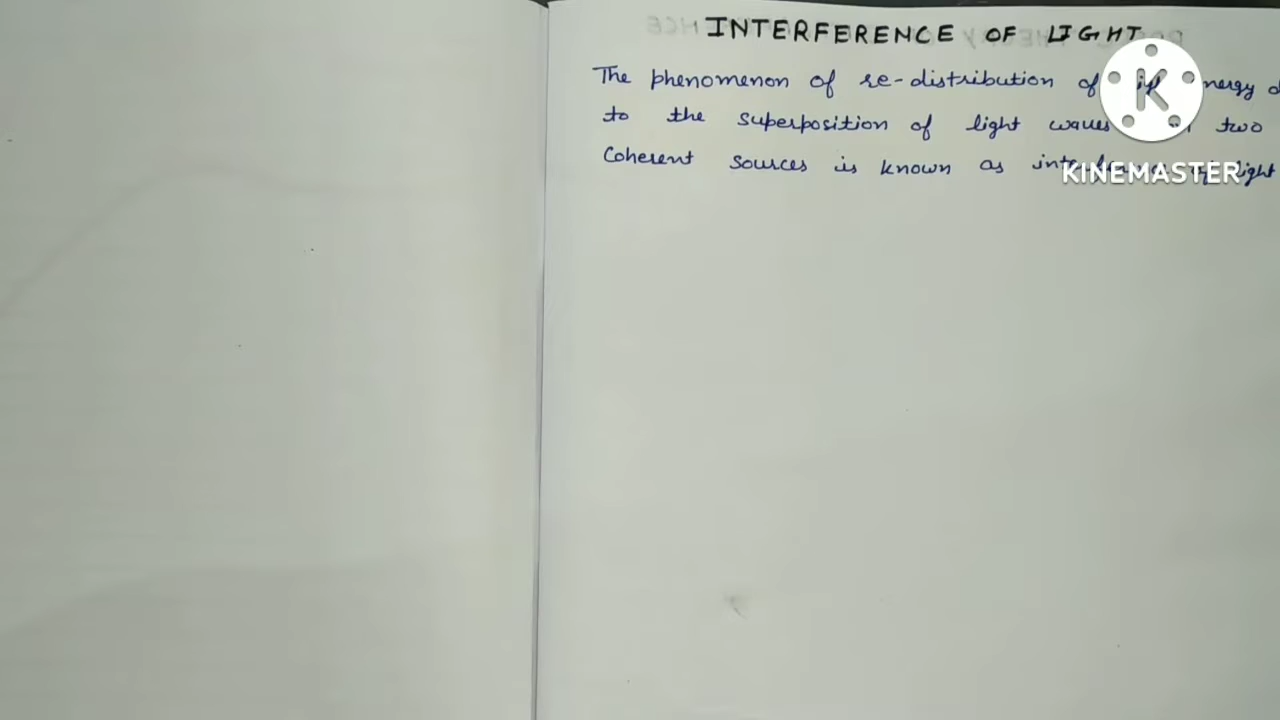 INTERFERENCE OF LIGHT
The phenomenon of re-distribution of
to the superposition of light waves two
Coherent sources is known as light
K
KINEMASTER